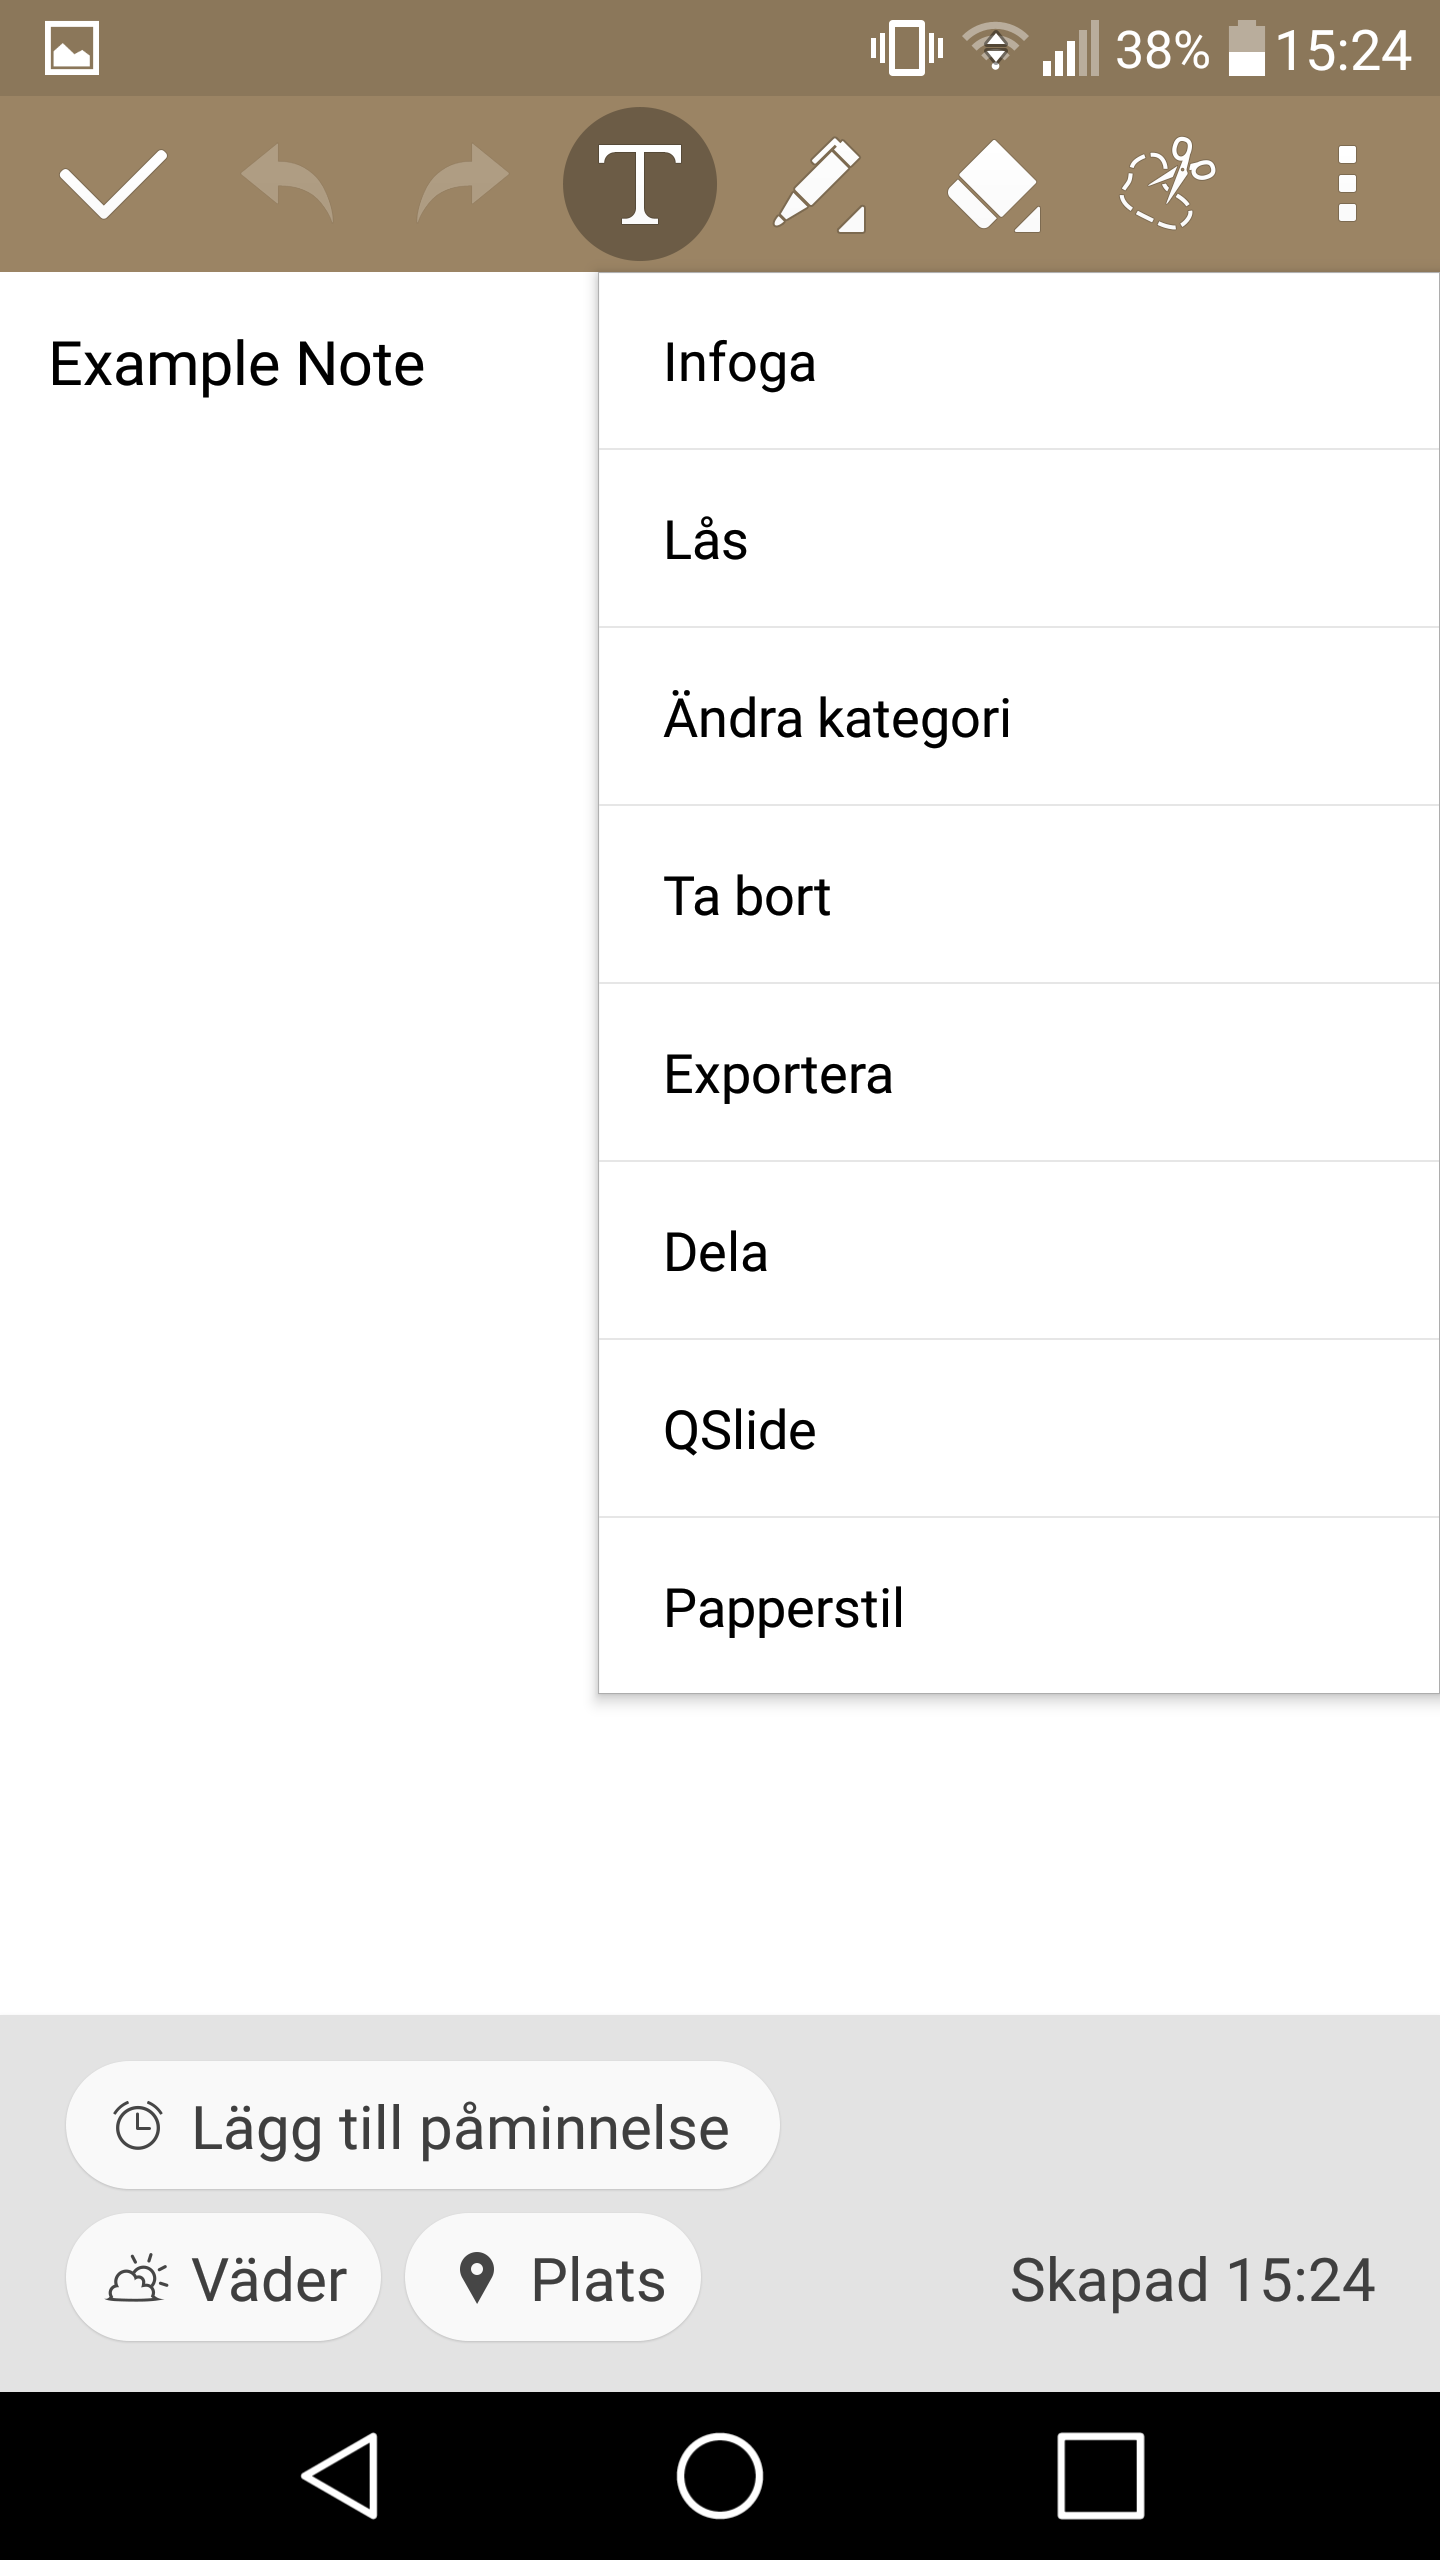 38% 15:24
Example Note
Infoga
Lås
Ändra kategori
Ta bort
Exportera
Dela
QSlide
Papperstil
Lägg till påminnelse
Väder Plats Skapad 15:24